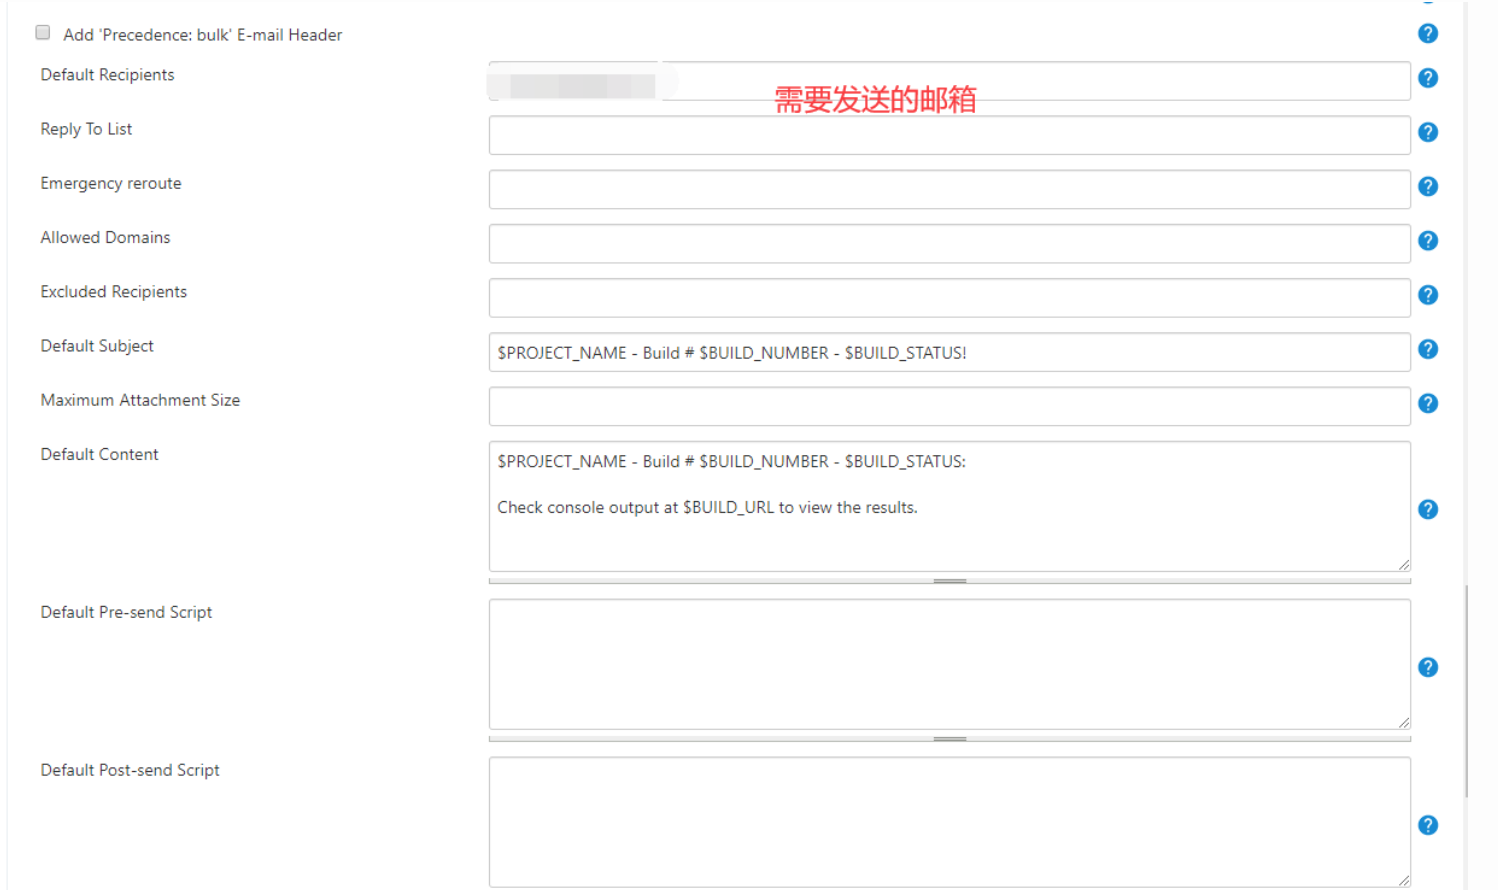 Add 'Precedence: bulk' E-mail Header
Default Recipients
需要发送的邮箱
Reply To List
Emergency reroute
Allowed Domains
Excluded Recipients
Default Subject
$PROJECT_NAME - Build # $BUILD_NUMBER - $BUILD_STATUS!
Maximum Attachment Size
Default Content
$PROJECT_NAME - Build # $BUILD_NUMBER - $BUILD_STATUS:
Check console output at $BUILD_URL to view the results.
Default Pre-send Script
Default Post-send Script